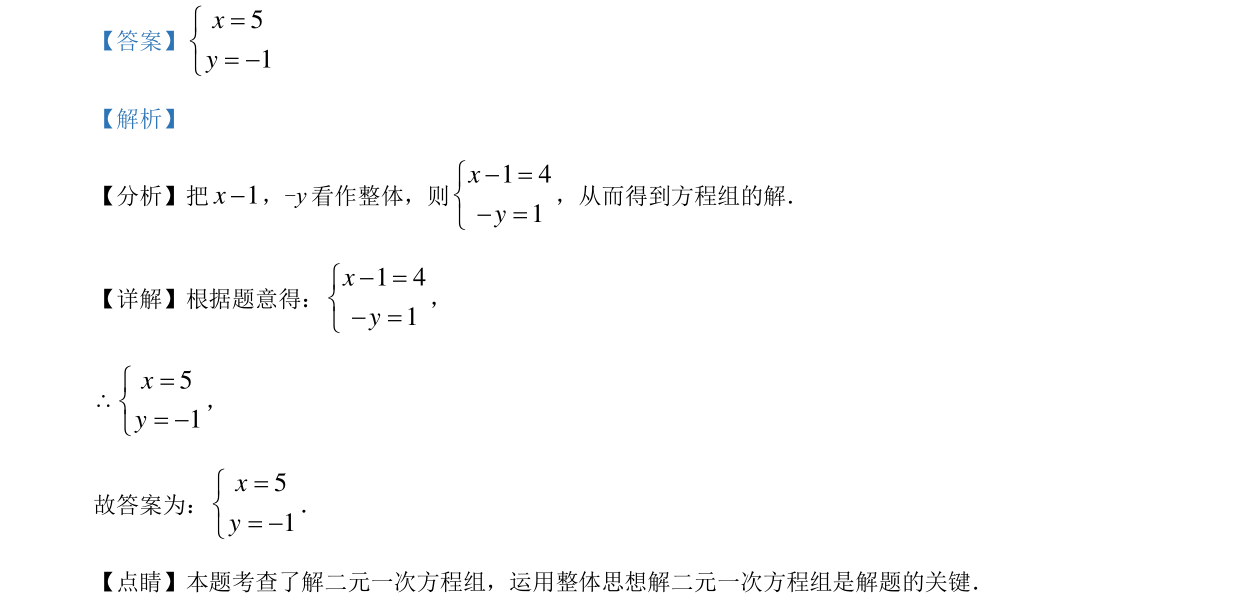 【答案】{x=5
y=−1
【解析】
【分析】把 x−1，-y 看作整体，则{x−1=4
−y=1，从而得到方程组的解．
【详解】根据题意得：{x−1=4
−y=1，
∴{x=5
y=−1，
故答案为：{x=5
y=−1．
【点睛】本题考查了解二元一次方程组，运用整体思想解二元一次方程组是解题的关键．